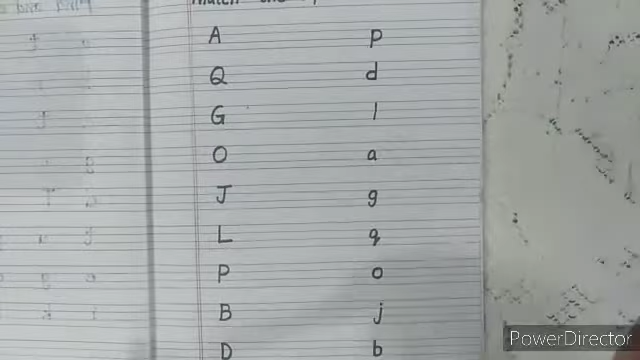 A p
Q d
G l
O a
J g
L q
P o
B j
D b
PowerDirector